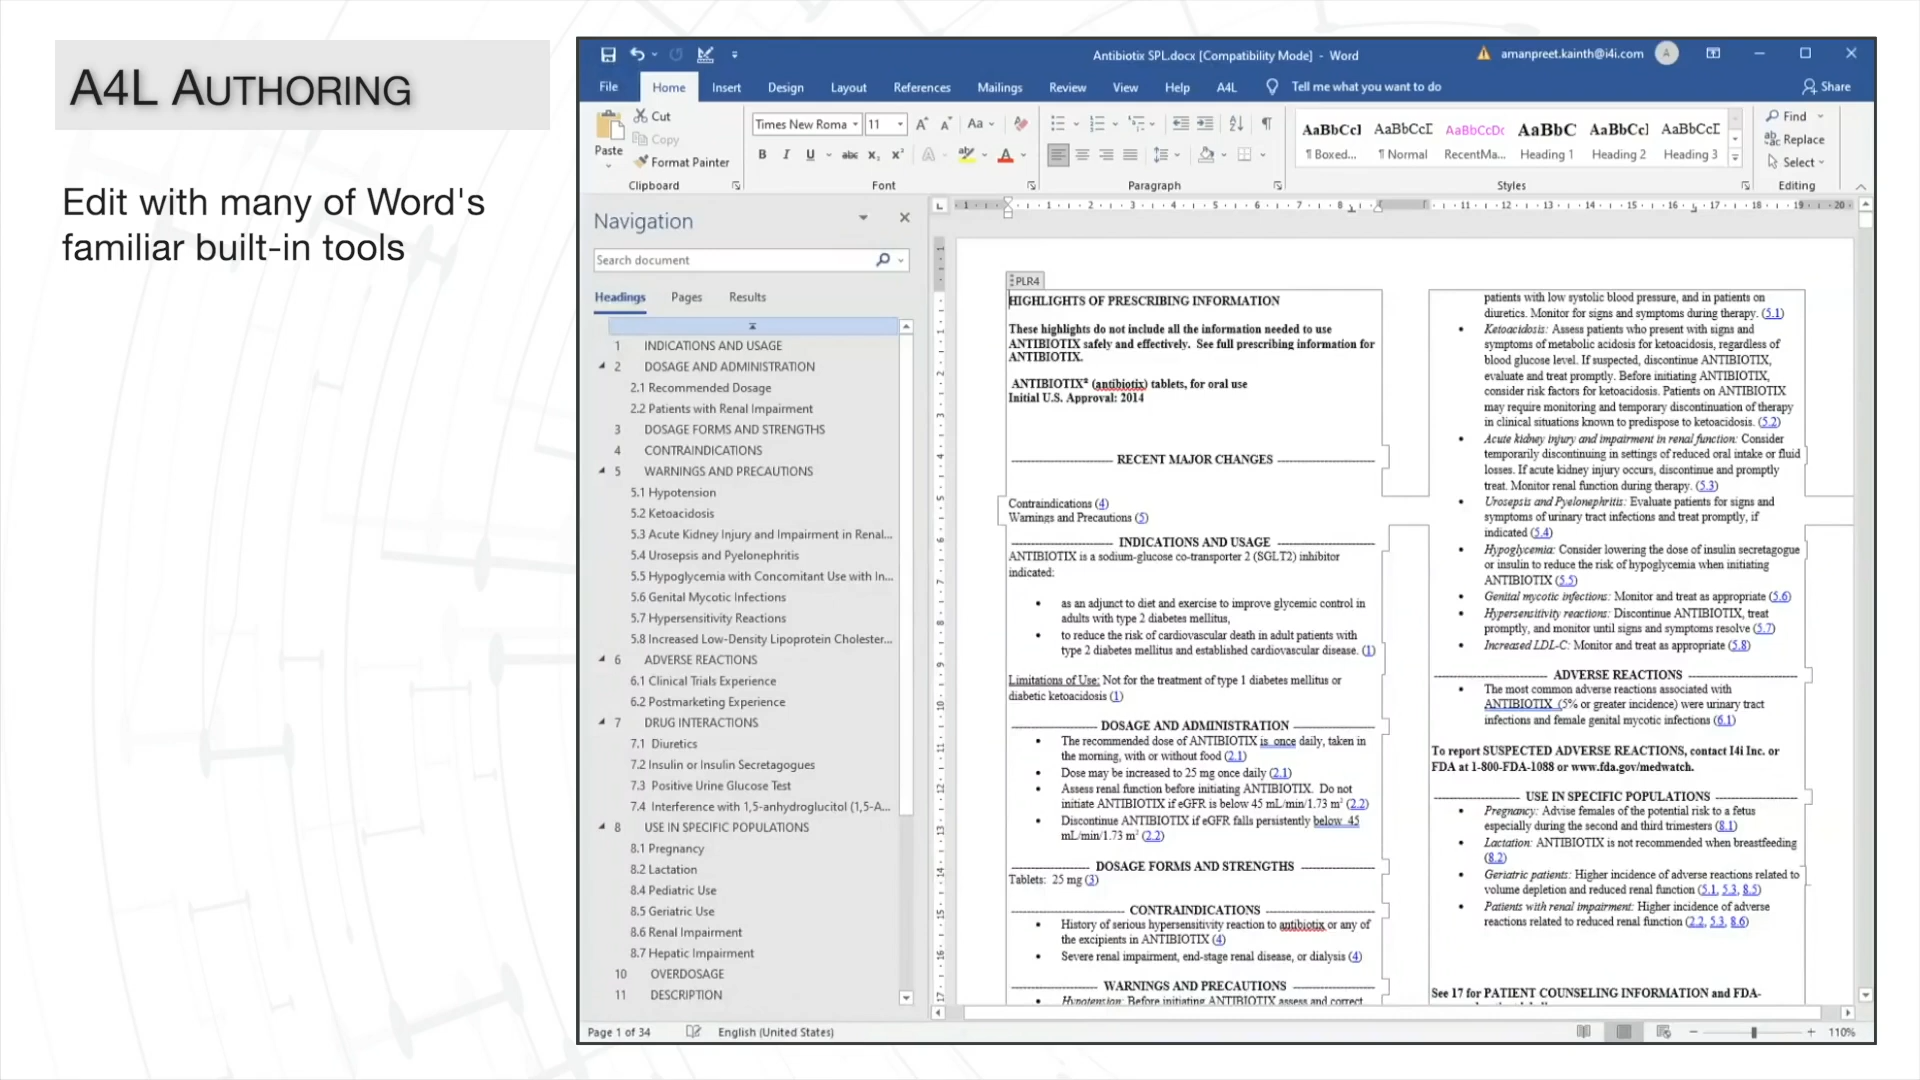 A4L AUTHORING
Edit with many of Word's
familiar built-in tools
Antibiotix SPL.docx [Compatibility Mode] - Word
amanpreet.kainth@i4i.com
A
File Home Insert Design Layout References Mailings Review View Help A4L Tell me what you want to do Share
Paste
Cut
Copy
Format Painter
Clipboard
Times New Roma 11
Font
Paragraph
AaBbCcI AaBbCcI AaBbCcDc AaBbC AaBbCcI AaBbCcI
¶ Boxed... ¶ Normal RecentMa... Heading 1 Heading 2 Heading 3
Styles
Find
Replace
Select
Editing
Navigation
Search document
Headings Pages Results
1 INDICATIONS AND USAGE
2 DOSAGE AND ADMINISTRATION
2.1 Recommended Dosage
2.2 Patients with Renal Impairment
3 DOSAGE FORMS AND STRENGTHS
4 CONTRAINDICATIONS
5 WARNINGS AND PRECAUTIONS
5.1 Hypotension
5.2 Ketoacidosis
5.3 Acute Kidney Injury and Impairment in Renal...
5.4 Urosepsis and Pyelonephritis
5.5 Hypoglycemia with Concomitant Use with In...
5.6 Genital Mycotic Infections
5.7 Hypersensitivity Reactions
5.8 Increased Low-Density Lipoprotein Cholester...
6 ADVERSE REACTIONS
6.1 Clinical Trials Experience
6.2 Postmarketing Experience
7 DRUG INTERACTIONS
7.1 Diuretics
7.2 Insulin or Insulin Secretagogues
7.3 Positive Urine Glucose Test
7.4 Interference with 1,5-anhydroglucitol (1,5-A...
8 USE IN SPECIFIC POPULATIONS
8.1 Pregnancy
8.2 Lactation
8.4 Pediatric Use
8.5 Geriatric Use
8.6 Renal Impairment
8.7 Hepatic Impairment
10 OVERDOSAGE
11 DESCRIPTION
PLR4
HIGHLIGHTS OF PRESCRIBING INFORMATION
These highlights do not include all the information needed to use
ANTIBIOTIX safely and effectively. See full prescribing information for
ANTIBIOTIX.
ANTIBIOTIX (antibiotix) tablets, for oral use
Initial U.S. Approval: 2014
RECENT MAJOR CHANGES
Contraindications (4)
Warnings and Precautions (5)
INDICATIONS AND USAGE
ANTIBIOTIX is a sodium-glucose co-transporter 2 (SGLT2) inhibitor
indicated:
• as an adjunct to diet and exercise to improve glycemic control in
adults with type 2 diabetes mellitus,
• to reduce the risk of cardiovascular death in adult patients with
type 2 diabetes mellitus and established cardiovascular disease. (1)
Limitations of Use: Not for the treatment of type 1 diabetes mellitus or
diabetic ketoacidosis (1)
DOSAGE AND ADMINISTRATION
• The recommended dose of ANTIBIOTIX is once daily, taken in
the morning, with or without food (2.1)
• Dose may be increased to 25 mg once daily (2.1)
• Assess renal function before initiating ANTIBIOTIX. Do not
initiate ANTIBIOTIX if eGFR is below 45 mL/min/1.73 m² (2.2)
• Discontinue ANTIBIOTIX if eGFR falls persistently below 45
mL/min/1.73 m² (2.2)
DOSAGE FORMS AND STRENGTHS
Tablets: 25 mg (3)
CONTRAINDICATIONS
• History of serious hypersensitivity reaction to antibiotix or any of
the excipients in ANTIBIOTIX (4)
• Severe renal impairment, end-stage renal disease, or dialysis (4)
WARNINGS AND PRECAUTIONS
• Hypotension: Before initiating ANTIBIOTIX assess and correct
patients with low systolic blood pressure, and in patients on
diuretics. Monitor for signs and symptoms during therapy. (5.1)
• Ketoacidosis: Assess patients who present with signs and
symptoms of metabolic acidosis for ketoacidosis, regardless of
blood glucose level. If suspected, discontinue ANTIBIOTIX,
evaluate and treat promptly. Before initiating ANTIBIOTIX,
consider risk factors for ketoacidosis. Patients on ANTIBIOTIX
may require monitoring and temporary discontinuation of therapy
in clinical situations known to predispose to ketoacidosis. (5.2)
• Acute kidney injury and impairment in renal function: Consider
temporarily discontinuing in settings of reduced oral intake or fluid
losses. If acute kidney injury occurs, discontinue and promptly
treat. Monitor renal function during therapy. (5.3)
• Urosepsis and Pyelonephritis: Evaluate patients for signs and
symptoms of urinary tract infections and treat promptly, if
indicated (5.4)
• Hypoglycemia: Consider lowering the dose of insulin secretagogue
or insulin to reduce the risk of hypoglycemia when initiating
ANTIBIOTIX (5.5)
• Genital mycotic infections: Monitor and treat as appropriate (5.6)
• Hypersensitivity reactions: Discontinue ANTIBIOTIX, treat
promptly, and monitor until signs and symptoms resolve (5.7)
• Increased LDL-C: Monitor and treat as appropriate (5.8)
ADVERSE REACTIONS
• The most common adverse reactions associated with
ANTIBIOTIX (5% or greater incidence) were urinary tract
infections and female genital mycotic infections (6.1)
To report SUSPECTED ADVERSE REACTIONS, contact I4i Inc. or
FDA at 1-800-FDA-1088 or www.fda.gov/medwatch.
USE IN SPECIFIC POPULATIONS
• Pregnancy: Advise females of the potential risk to a fetus
especially during the second and third trimesters (8.1)
• Lactation: ANTIBIOTIX is not recommended when breastfeeding
(8.2)
• Geriatric patients: Higher incidence of adverse reactions related to
volume depletion and reduced renal function (5.1, 5.3, 8.5)
• Patients with renal impairment: Higher incidence of adverse
reactions related to reduced renal function (2.2, 5.3, 8.6)
See 17 for PATIENT COUNSELING INFORMATION and FDA-
Page 1 of 34 English (United States) 110%